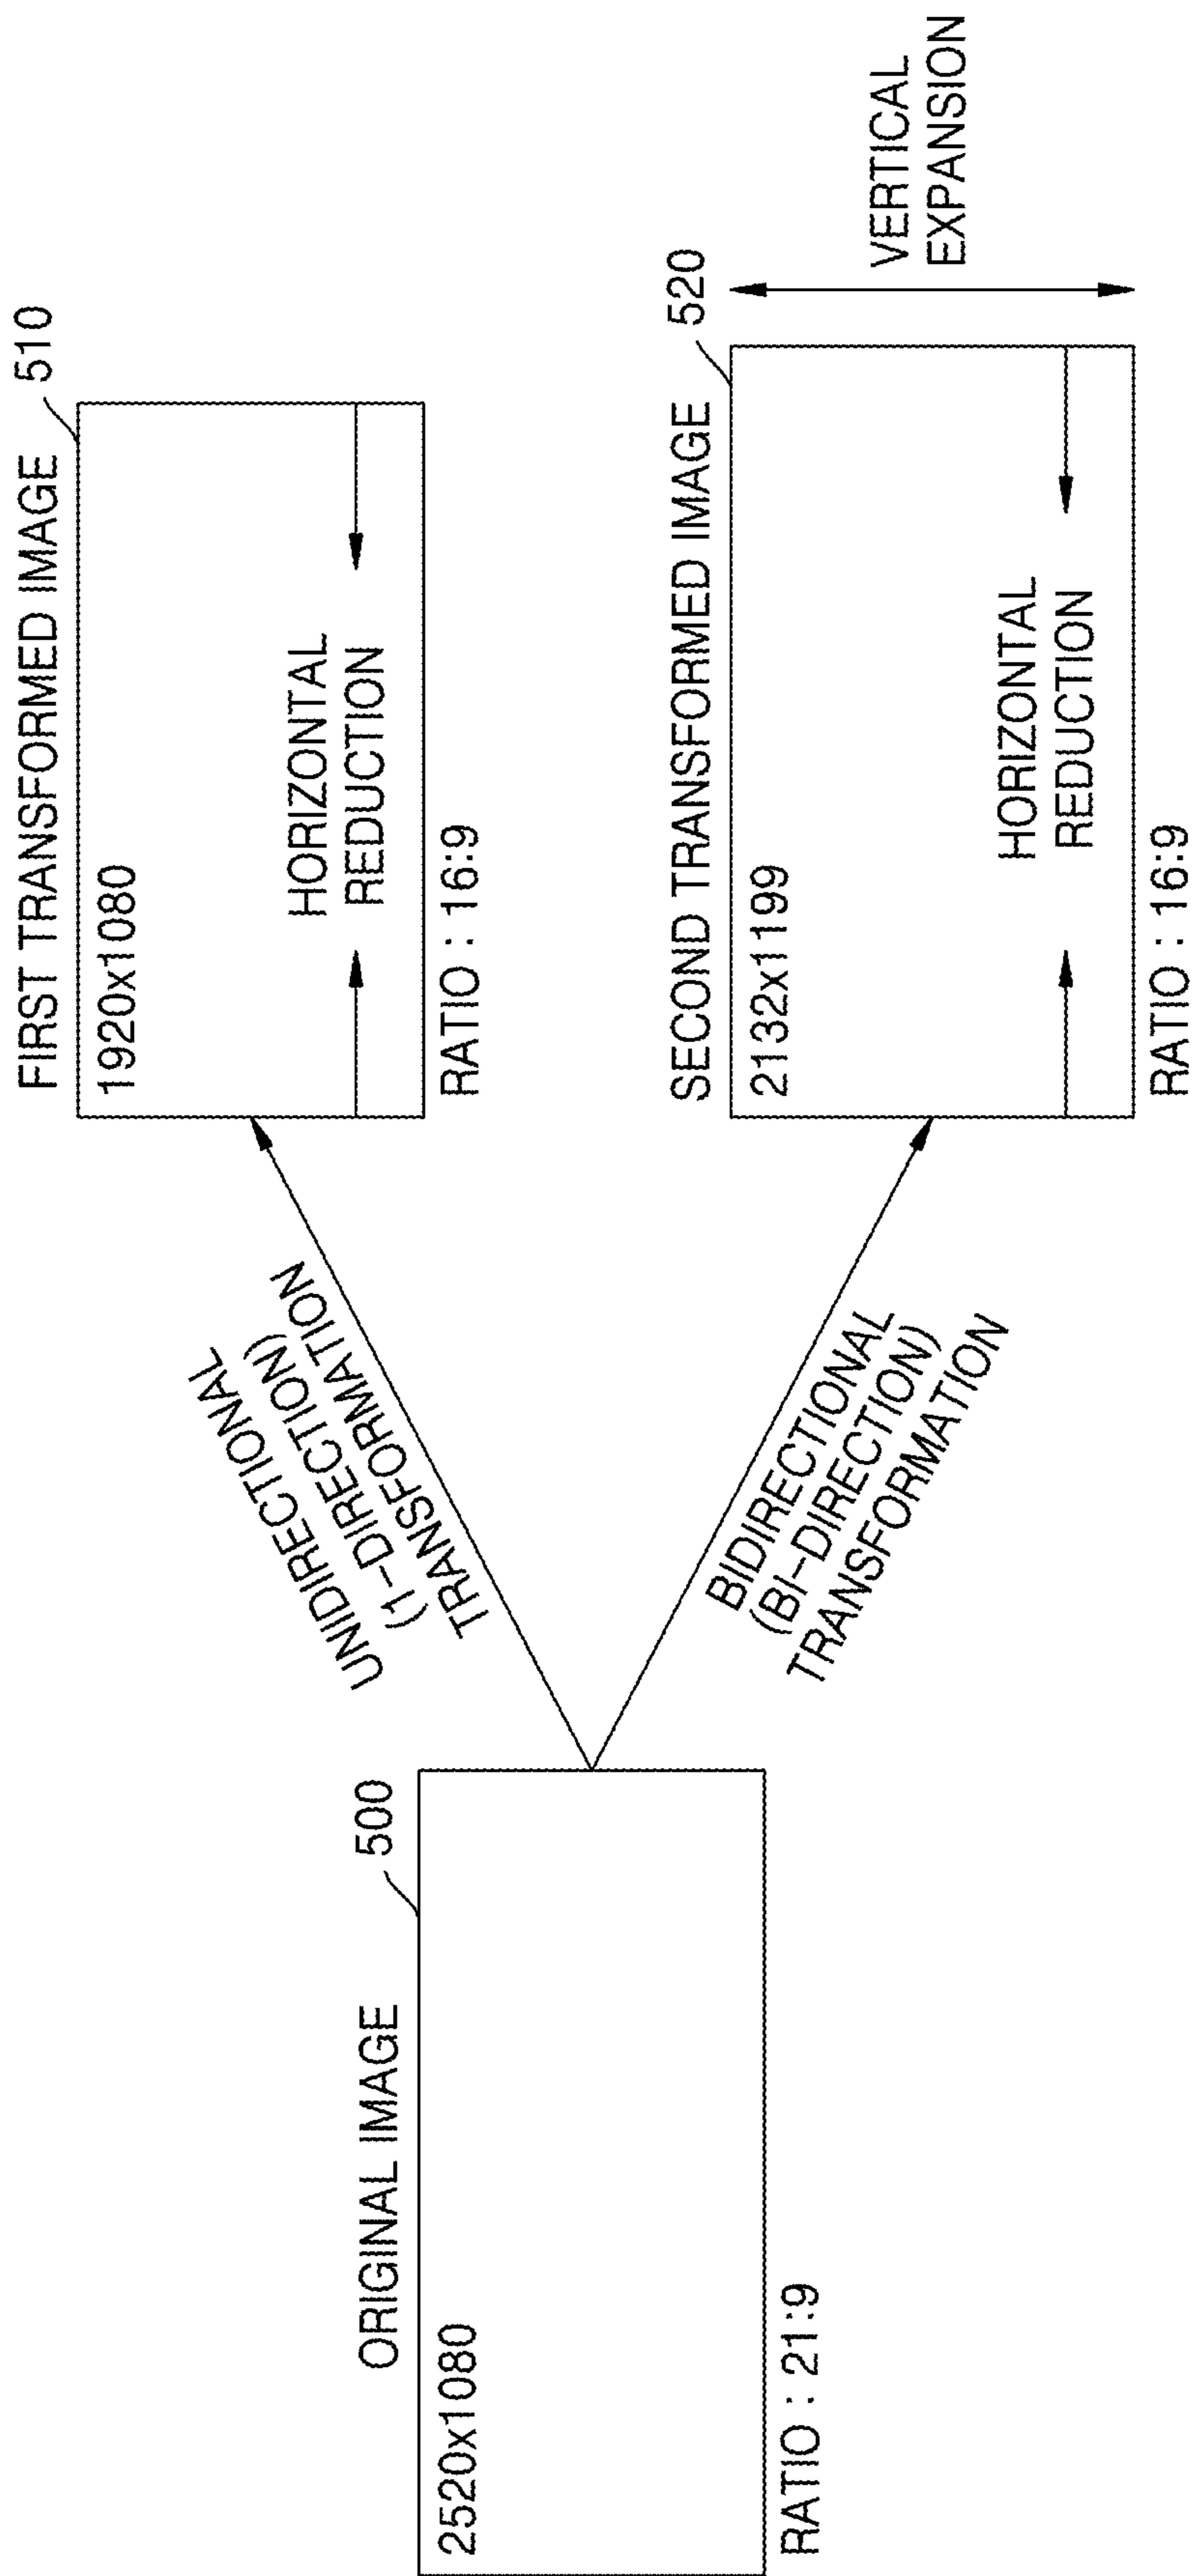 ORIGINAL IMAGE
500
2520x1080
RATIO : 21:9
UNIDIRECTIONAL
(1-DIRECTION)
TRANSFORMATION
FIRST TRANSFORMED IMAGE
510
1920x1080
HORIZONTAL
REDUCTION
RATIO : 16:9
BIDIRECTIONAL
(BI-DIRECTION)
TRANSFORMATION
SECOND TRANSFORMED IMAGE
520
2132x1199
HORIZONTAL
REDUCTION
RATIO : 16:9
VERTICAL
EXPANSION